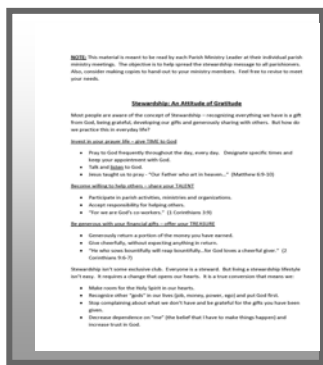 NOTE: This material is meant to be read by each Parish Ministry Leader at their individual parish
ministry meetings. The objective is to help spread the stewardship message to all parishioners.
Also, consider making copies to hand out to your ministry members. Feel free to revise to meet
your needs.
Stewardship: An Attitude of Gratitude
Most people are aware of the concept of Stewardship – recognizing everything we have is a gift
from God, being grateful, developing our gifts and generously sharing with others. But how do
we practice this in everyday life?
Invest in your prayer life – give TIME to God
• Pray to God frequently throughout the day, every day. Designate specific times and
keep your appointment with God.
• Talk and listen to God.
• Jesus taught us to pray - "Our Father who art in heaven…" (Matthew 6:9-10)
Become willing to help others – share your TALENT
• Participate in parish activities, ministries and organizations.
• Accept responsibility for helping others.
• "For we are God's co-workers." (1 Corinthians 3:9)
Be generous with your financial gifts – offer your TREASURE
• Generously return a portion of the money you have earned.
• Give cheerfully, without expecting anything in return.
• "He who sows bountifully will reap bountifully…for God loves a cheerful giver." (2
Corinthians 9:6-7)
Stewardship isn't some exclusive club. Everyone is a steward. But living a stewardship lifestyle
isn't easy. It requires a change that opens our hearts. It is a true conversion that means we:
• Make room for the Holy Spirit in our hearts.
• Recognize other "gods" in our lives (job, money, power, ego) and put God first.
• Stop complaining about what we don't have and be grateful for the gifts you have been
given.
• Decrease dependence on "me" (the belief that I have to make things happen) and
increase trust in God.